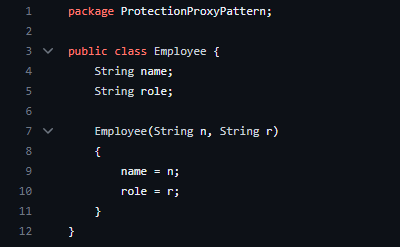 1 package ProtectionProxyPattern;
2
3 public class Employee {
4 String name;
5 String role;
6
7 Employee(String n, String r)
8 {
9 name = n;
10 role = r;
11 }
12 }